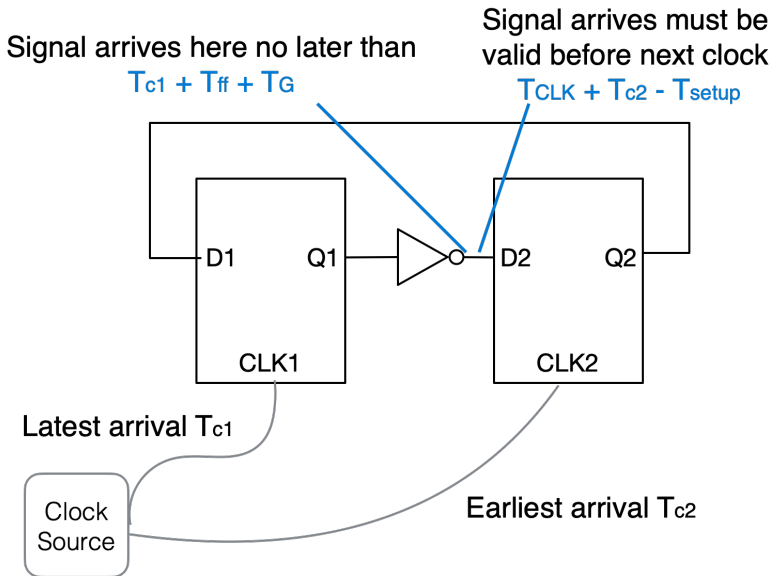 Signal arrives here no later than
Tc1 + Tff + TG
Signal arrives must be
valid before next clock
TCLK + Tc2 - Tsetup
D1
Q1
D2
Q2
CLK1
CLK2
Latest arrival Tc1
Clock
Source
Earliest arrival Tc2